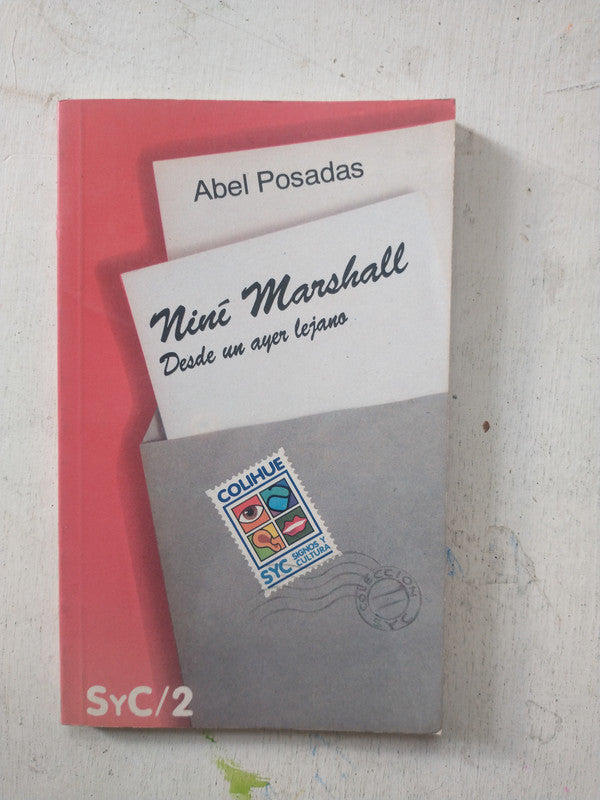 Abel Posadas
Niní Marshall
Desde un ayer lejano
COLIHUE
SYC SIGNOS Y
CULTURA
COLECCION
SYC
SYC/2